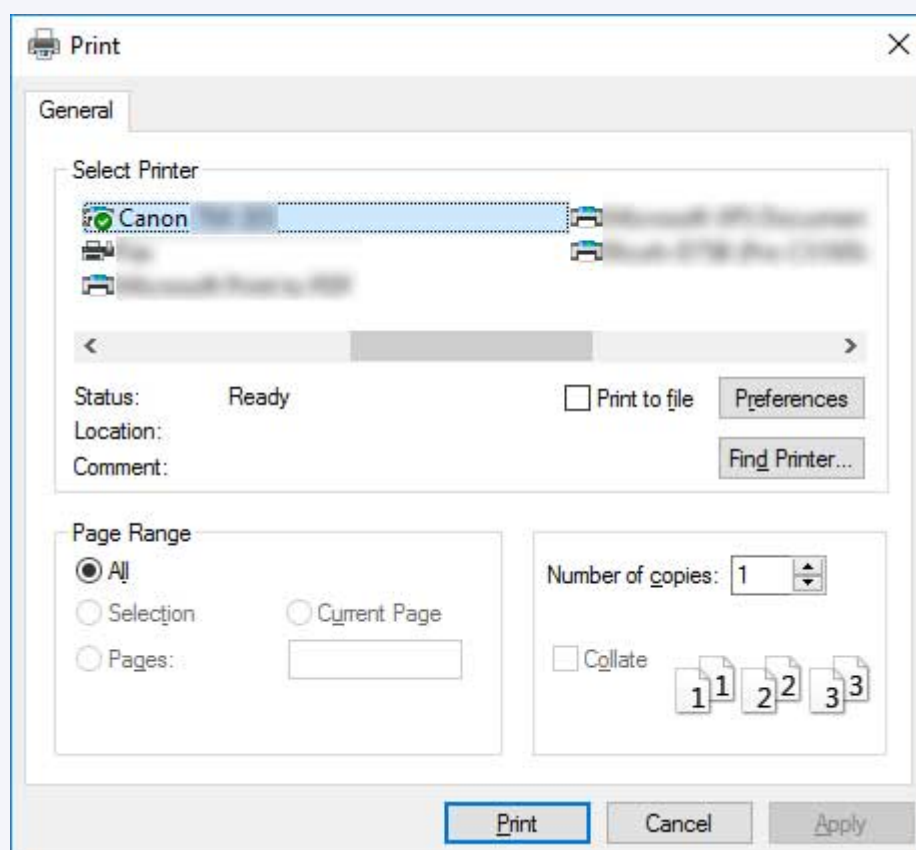 Print
General
Select Printer
Canon
Status: Ready
Print to file
Preferences
Location:
Comment:
Find Printer...
Page Range
All
Selection
Current Page
Pages:
Number of copies: 1
Collate
1 1 2 2 3 3
Print Cancel Apply